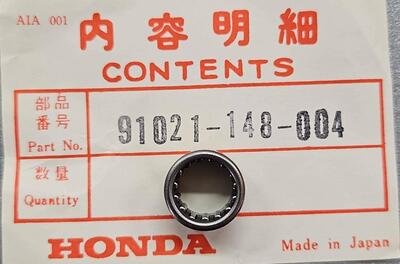 AIA 001
内容明細
CONTENTS
部品
番号
Part No.
91021-148-004
数量
Quantity
HONDA
Made in Japan